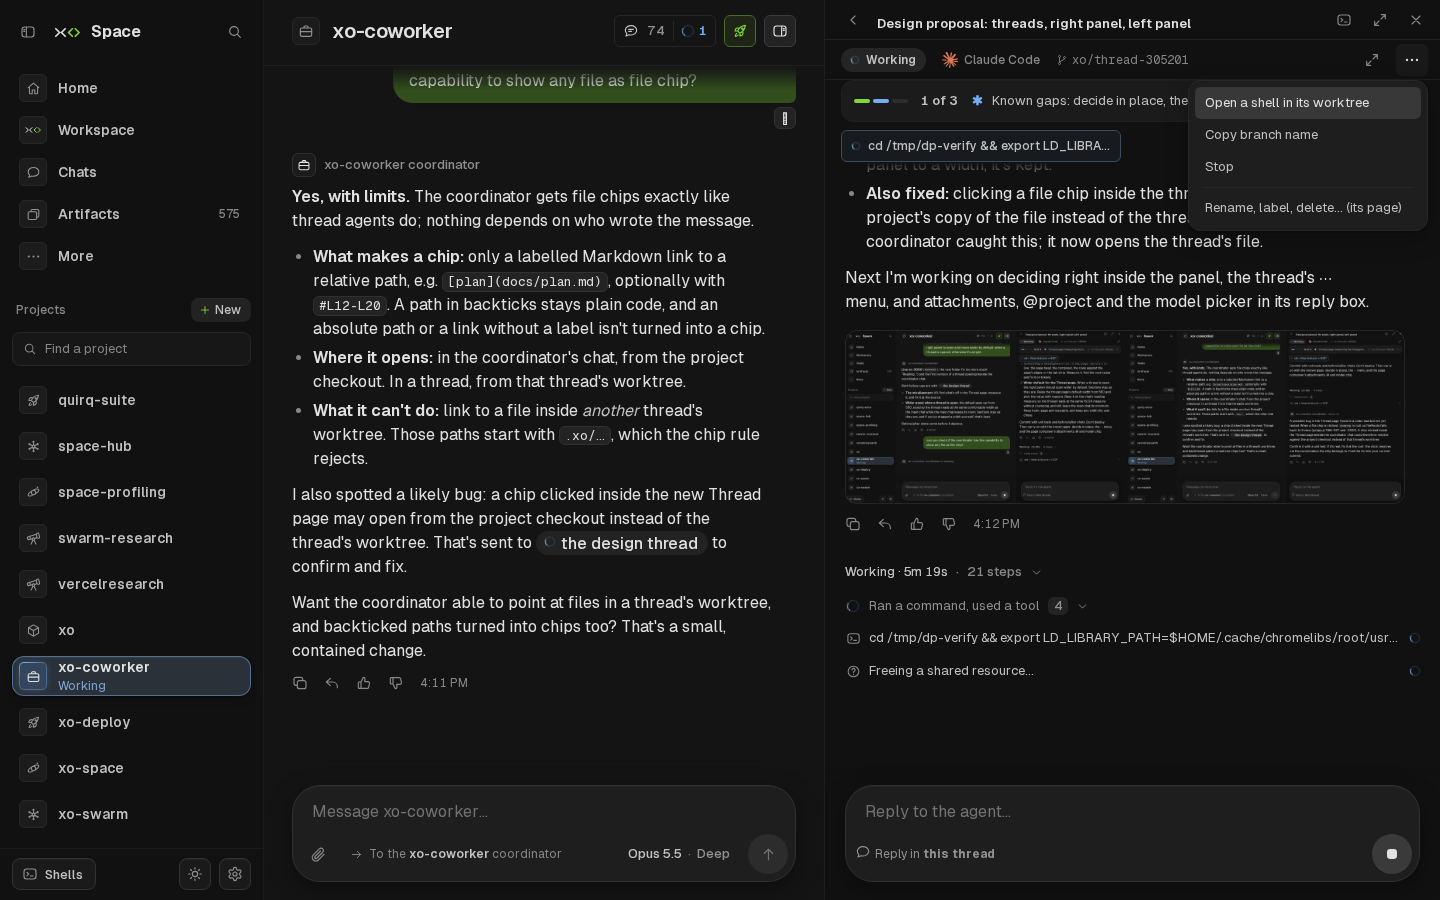 Space
Home
Workspace
Chats
Artifacts 575
More
Projects
+ New
Find a project
quirq-suite
space-hub
space-profiling
swarm-research
vercelresearch
xo
xo-coworker
Working
xo-deploy
xo-space
xo-swarm
Shells
xo-coworker
74
1
capability to show any file as file chip?
xo-coworker coordinator
Yes, with limits. The coordinator gets file chips exactly like
thread agents do; nothing depends on who wrote the message.
• What makes a chip: only a labelled Markdown link to a
relative path, e.g. [plan](docs/plan.md), optionally with
#L12-L20. A path in backticks stays plain code, and an
absolute path or a link without a label isn't turned into a chip.
• Where it opens: in the coordinator's chat, from the project
checkout. In a thread, from that thread's worktree.
• What it can't do: link to a file inside another thread's
worktree. Those paths start with .xo/…, which the chip rule
rejects.
I also spotted a likely bug: a chip clicked inside the new Thread
page may open from the project checkout instead of the
thread's worktree. That's sent to the design thread to
confirm and fix.
Want the coordinator able to point at files in a thread's worktree,
and backticked paths turned into chips too? That's a small,
contained change.
4:11 PM
Message xo-coworker…
→ To the xo-coworker coordinator
Opus 5.5 · Deep
Design proposal: threads, right panel, left panel
Working
Claude Code
xo/thread-305201
1 of 3
Known gaps: decide in place, the
Open a shell in its worktree
Copy branch name
Stop
Rename, label, delete… (its page)
cd /tmp/dp-verify && export LD_LIBRA…
panel to a width, it's kept.
• Also fixed: clicking a file chip inside the thr
project's copy of the file instead of the thre
coordinator caught this; it now opens the thread's file.
Next I'm working on deciding right inside the panel, the thread's ···
menu, and attachments, @project and the model picker in its reply box.
4:12 PM
Working · 5m 19s · 21 steps
Ran a command, used a tool 4
cd /tmp/dp-verify && export LD_LIBRARY_PATH=$HOME/.cache/chromelibs/root/usr…
Freeing a shared resource…
Reply to the agent…
Reply in this thread